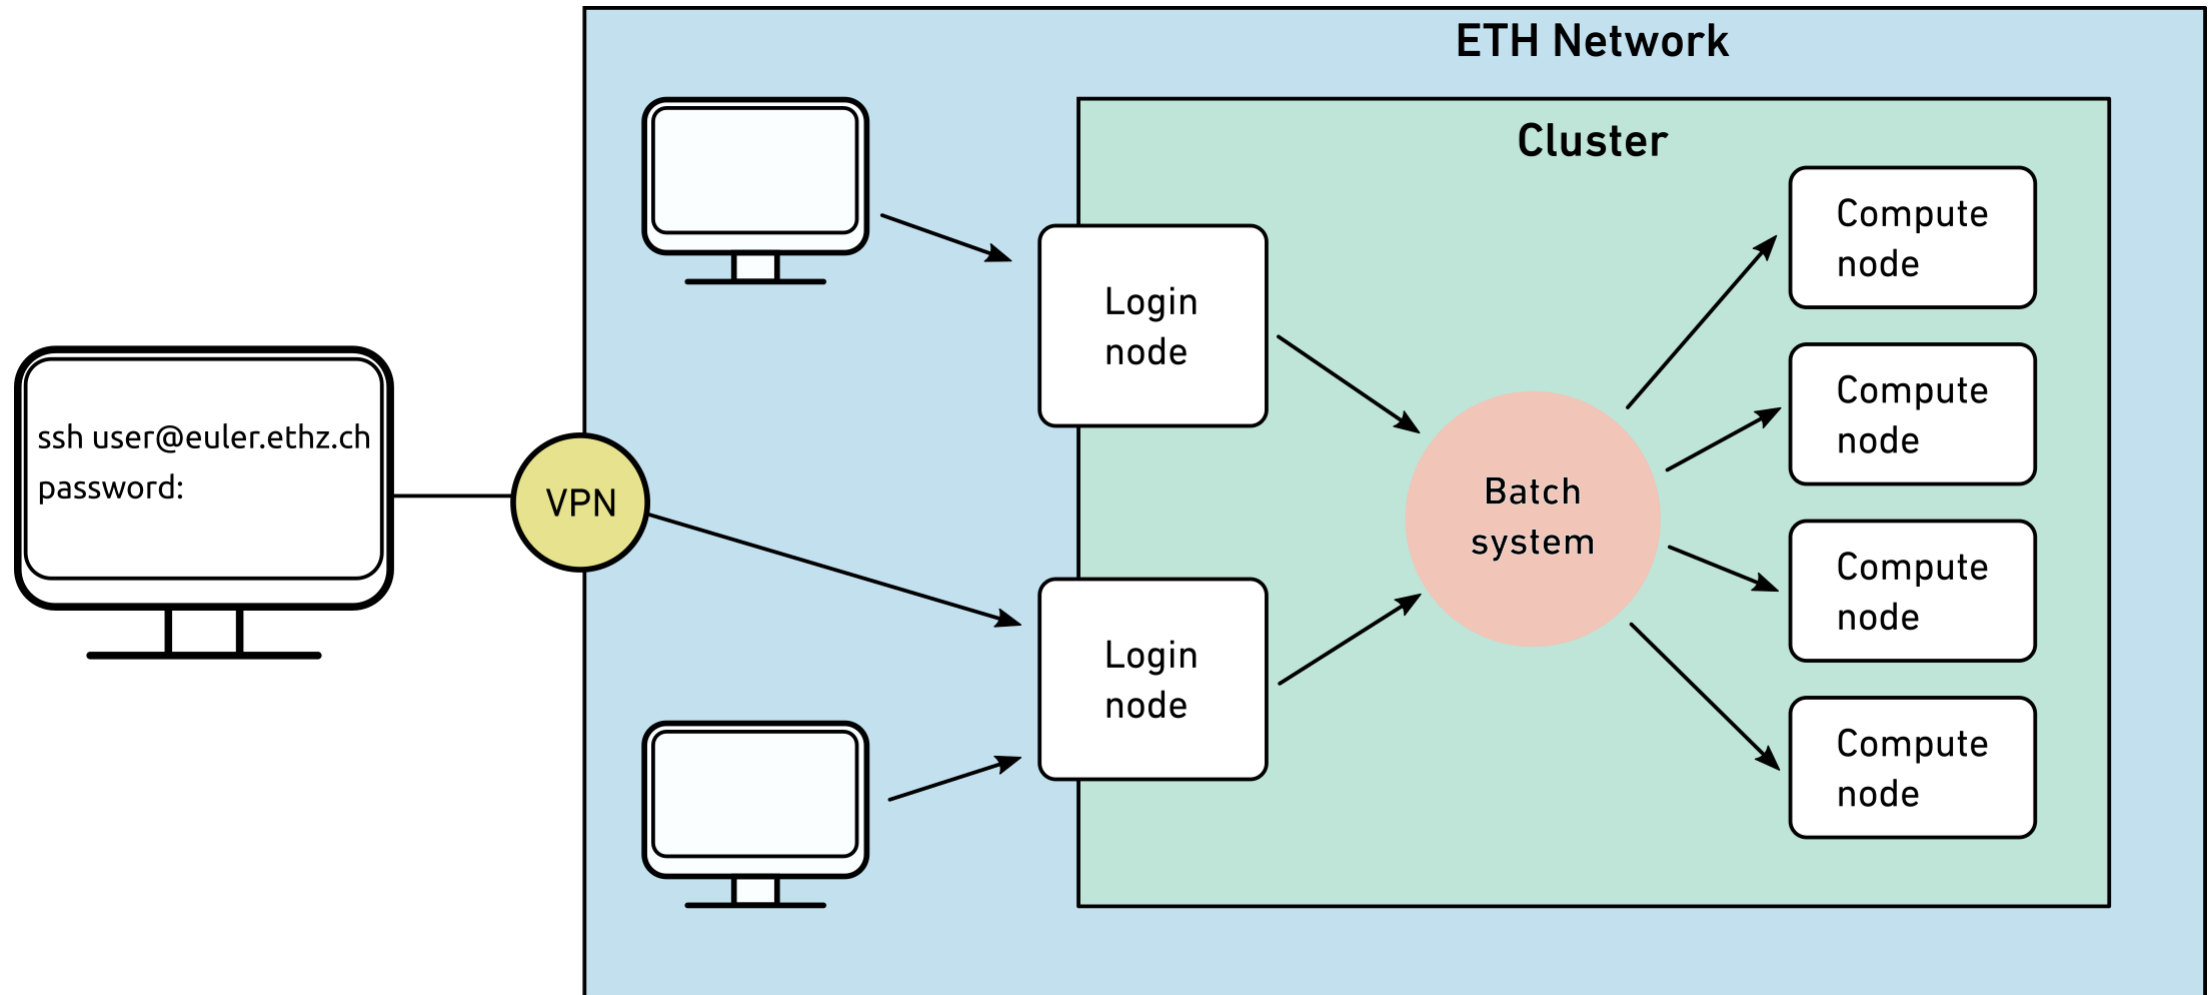 ETH Network
Cluster
ssh user@euler.ethz.ch
password:
VPN
Login
node
Login
node
Batch
system
Compute
node
Compute
node
Compute
node
Compute
node